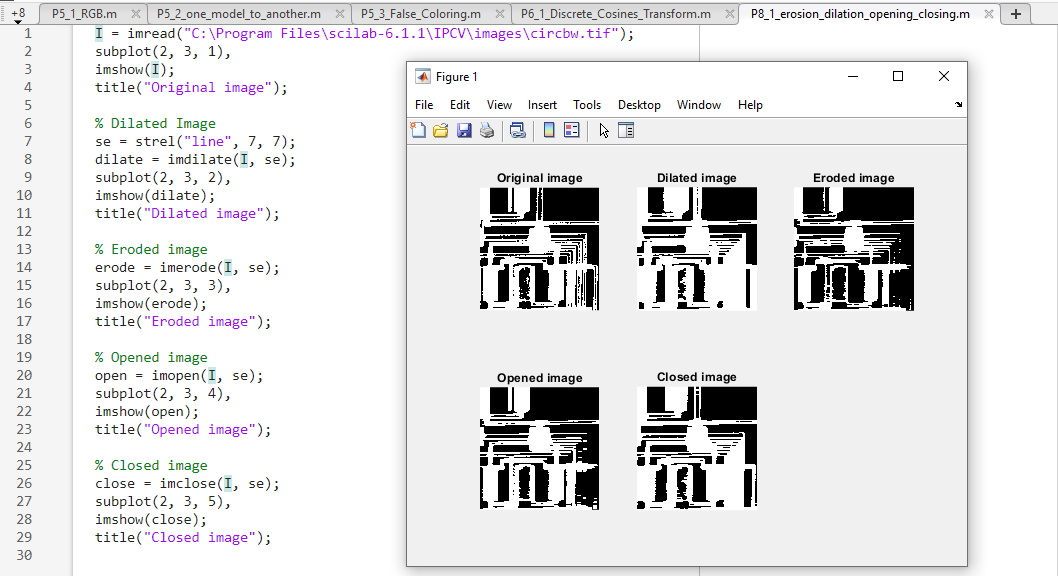 +8 P5_1_RGB.m P5_2_one_model_to_another.m P5_3_False_Coloring.m P6_1_Discrete_Cosines_Transform.m P8_1_erosion_dilation_opening_closing.m
1 I = imread("C:\Program Files\scilab-6.1.1\IPCV\images\circbw.tif");
2 subplot(2, 3, 1),
3 imshow(I);
4 title("Original image");
5
6 % Dilated Image
7 se = strel("line", 7, 7);
8 dilate = imdilate(I, se);
9 subplot(2, 3, 2),
10 imshow(dilate);
11 title("Dilated image");
12
13 % Eroded image
14 erode = imerode(I, se);
15 subplot(2, 3, 3),
16 imshow(erode);
17 title("Eroded image");
18
19 % Opened image
20 open = imopen(I, se);
21 subplot(2, 3, 4),
22 imshow(open);
23 title("Opened image");
24
25 % Closed image
26 close = imclose(I, se);
27 subplot(2, 3, 5),
28 imshow(close);
29 title("Closed image");
30
Figure 1
File Edit View Insert Tools Desktop Window Help
Original image Dilated image Eroded image
Opened image Closed image